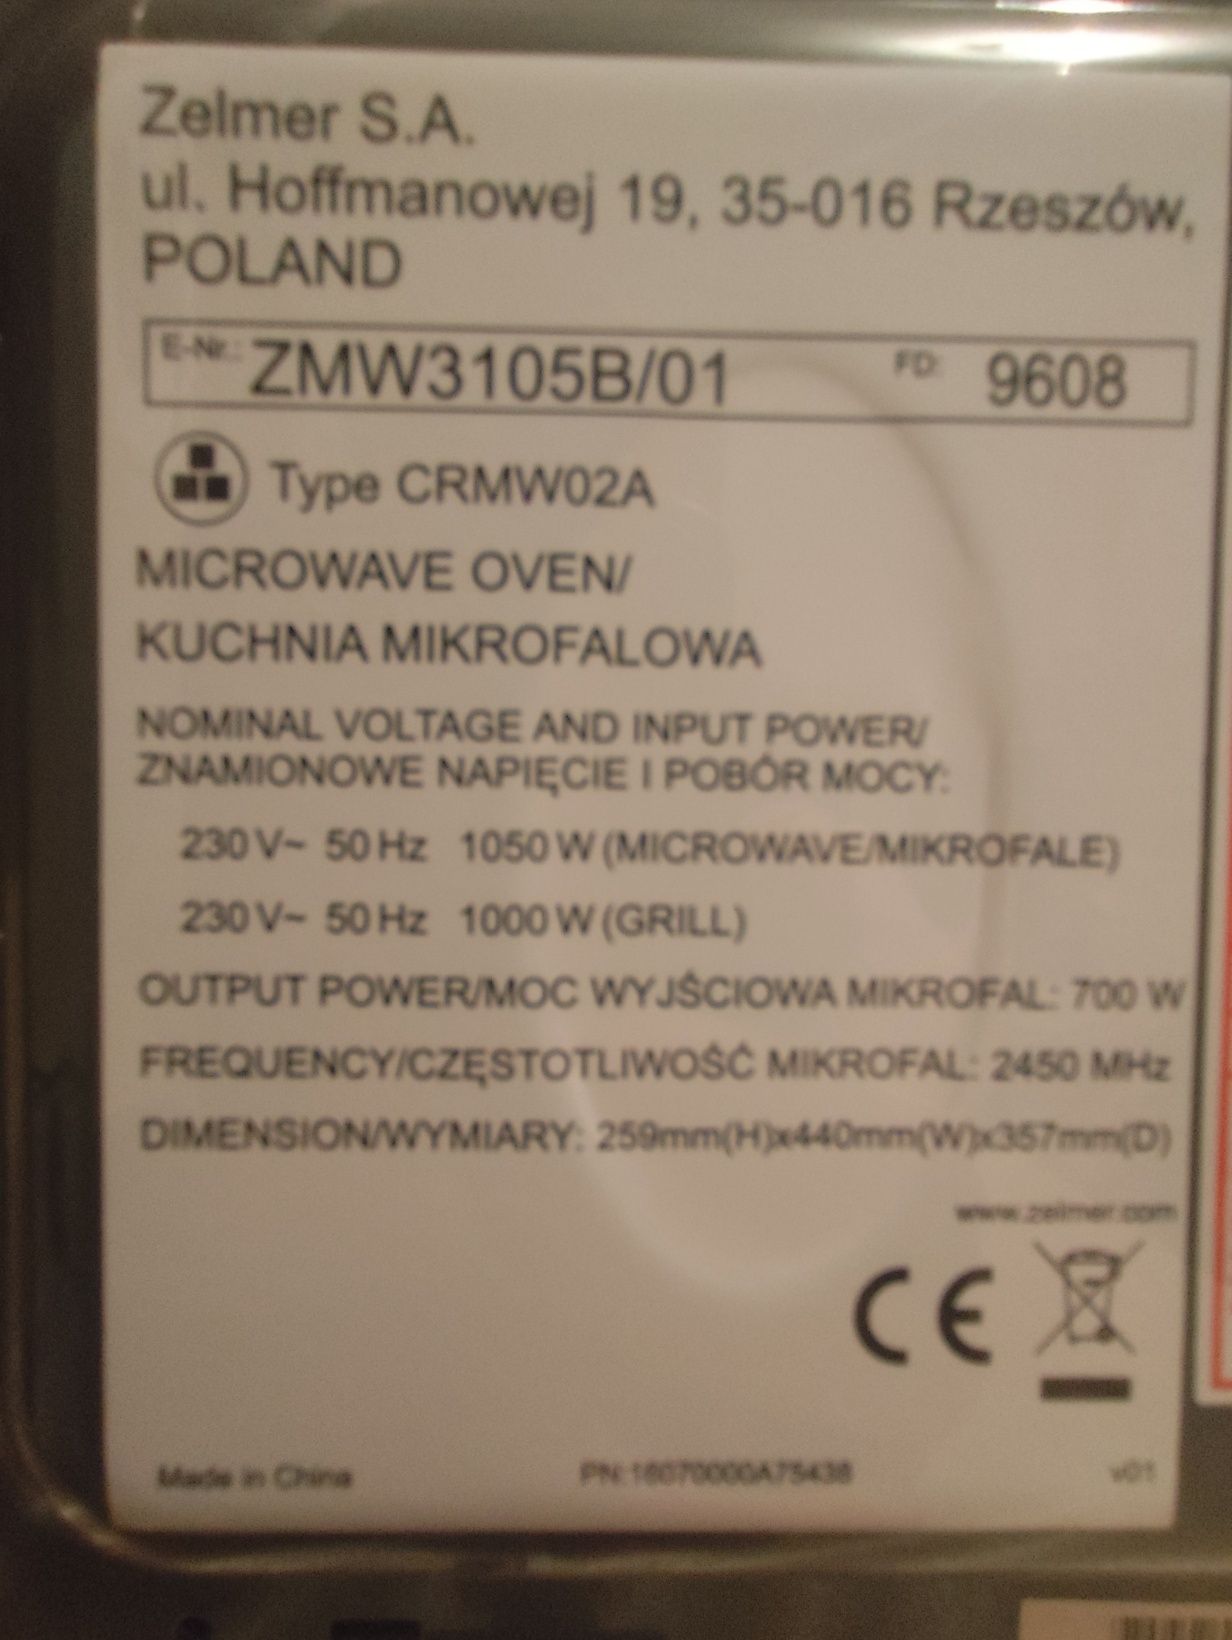 Zelmer S.A.
ul. Hoffmanowej 19, 35-016 Rzeszów,
POLAND
E-Nr.: ZMW3105B/01 FD: 9608
Type CRMW02A
MICROWAVE OVEN/
KUCHNIA MIKROFALOWA
NOMINAL VOLTAGE AND INPUT POWER/
ZNAMIONOWE NAPIĘCIE I POBÓR MOCY:
230 V~ 50 Hz 1050 W (MICROWAVE/MIKROFALE)
230 V~ 50 Hz 1000 W (GRILL)
OUTPUT POWER/MOC WYJŚCIOWA MIKROFAL: 700 W
FREQUENCY/CZĘSTOTLIWOŚĆ MIKROFAL: 2450 MHz
DIMENSION/WYMIARY: 259mm(H)x440mm(W)x357mm(D)
www.zelmer.com
CE
Made in China PN:16070000A75438 v01